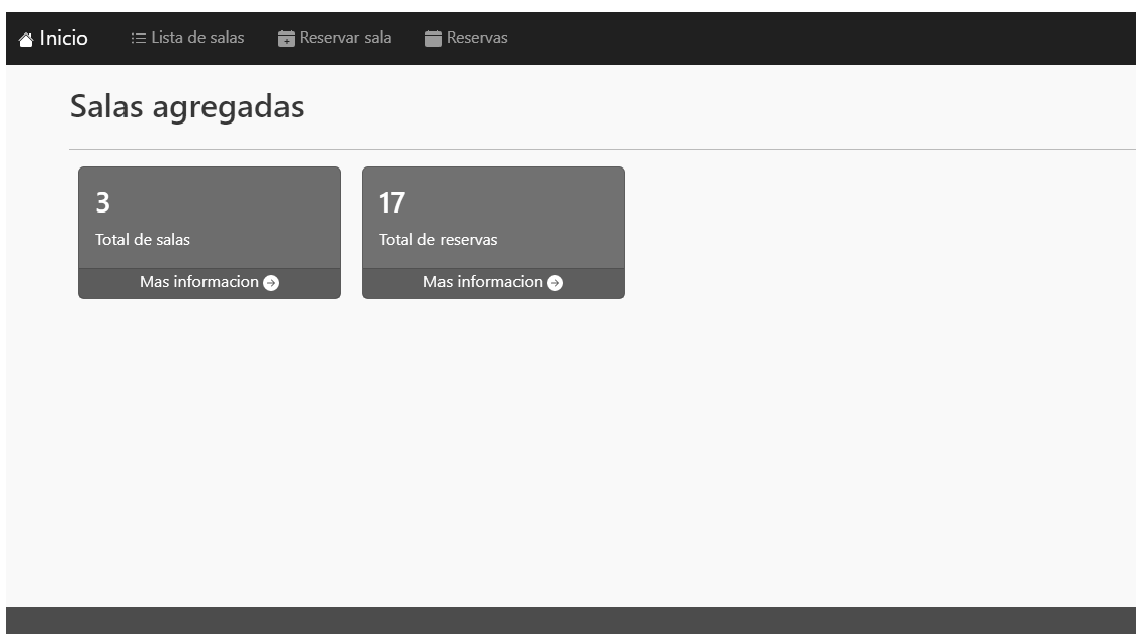 Inicio Lista de salas Reservar sala Reservas
Salas agregadas
3
Total de salas
Mas informacion
17
Total de reservas
Mas informacion